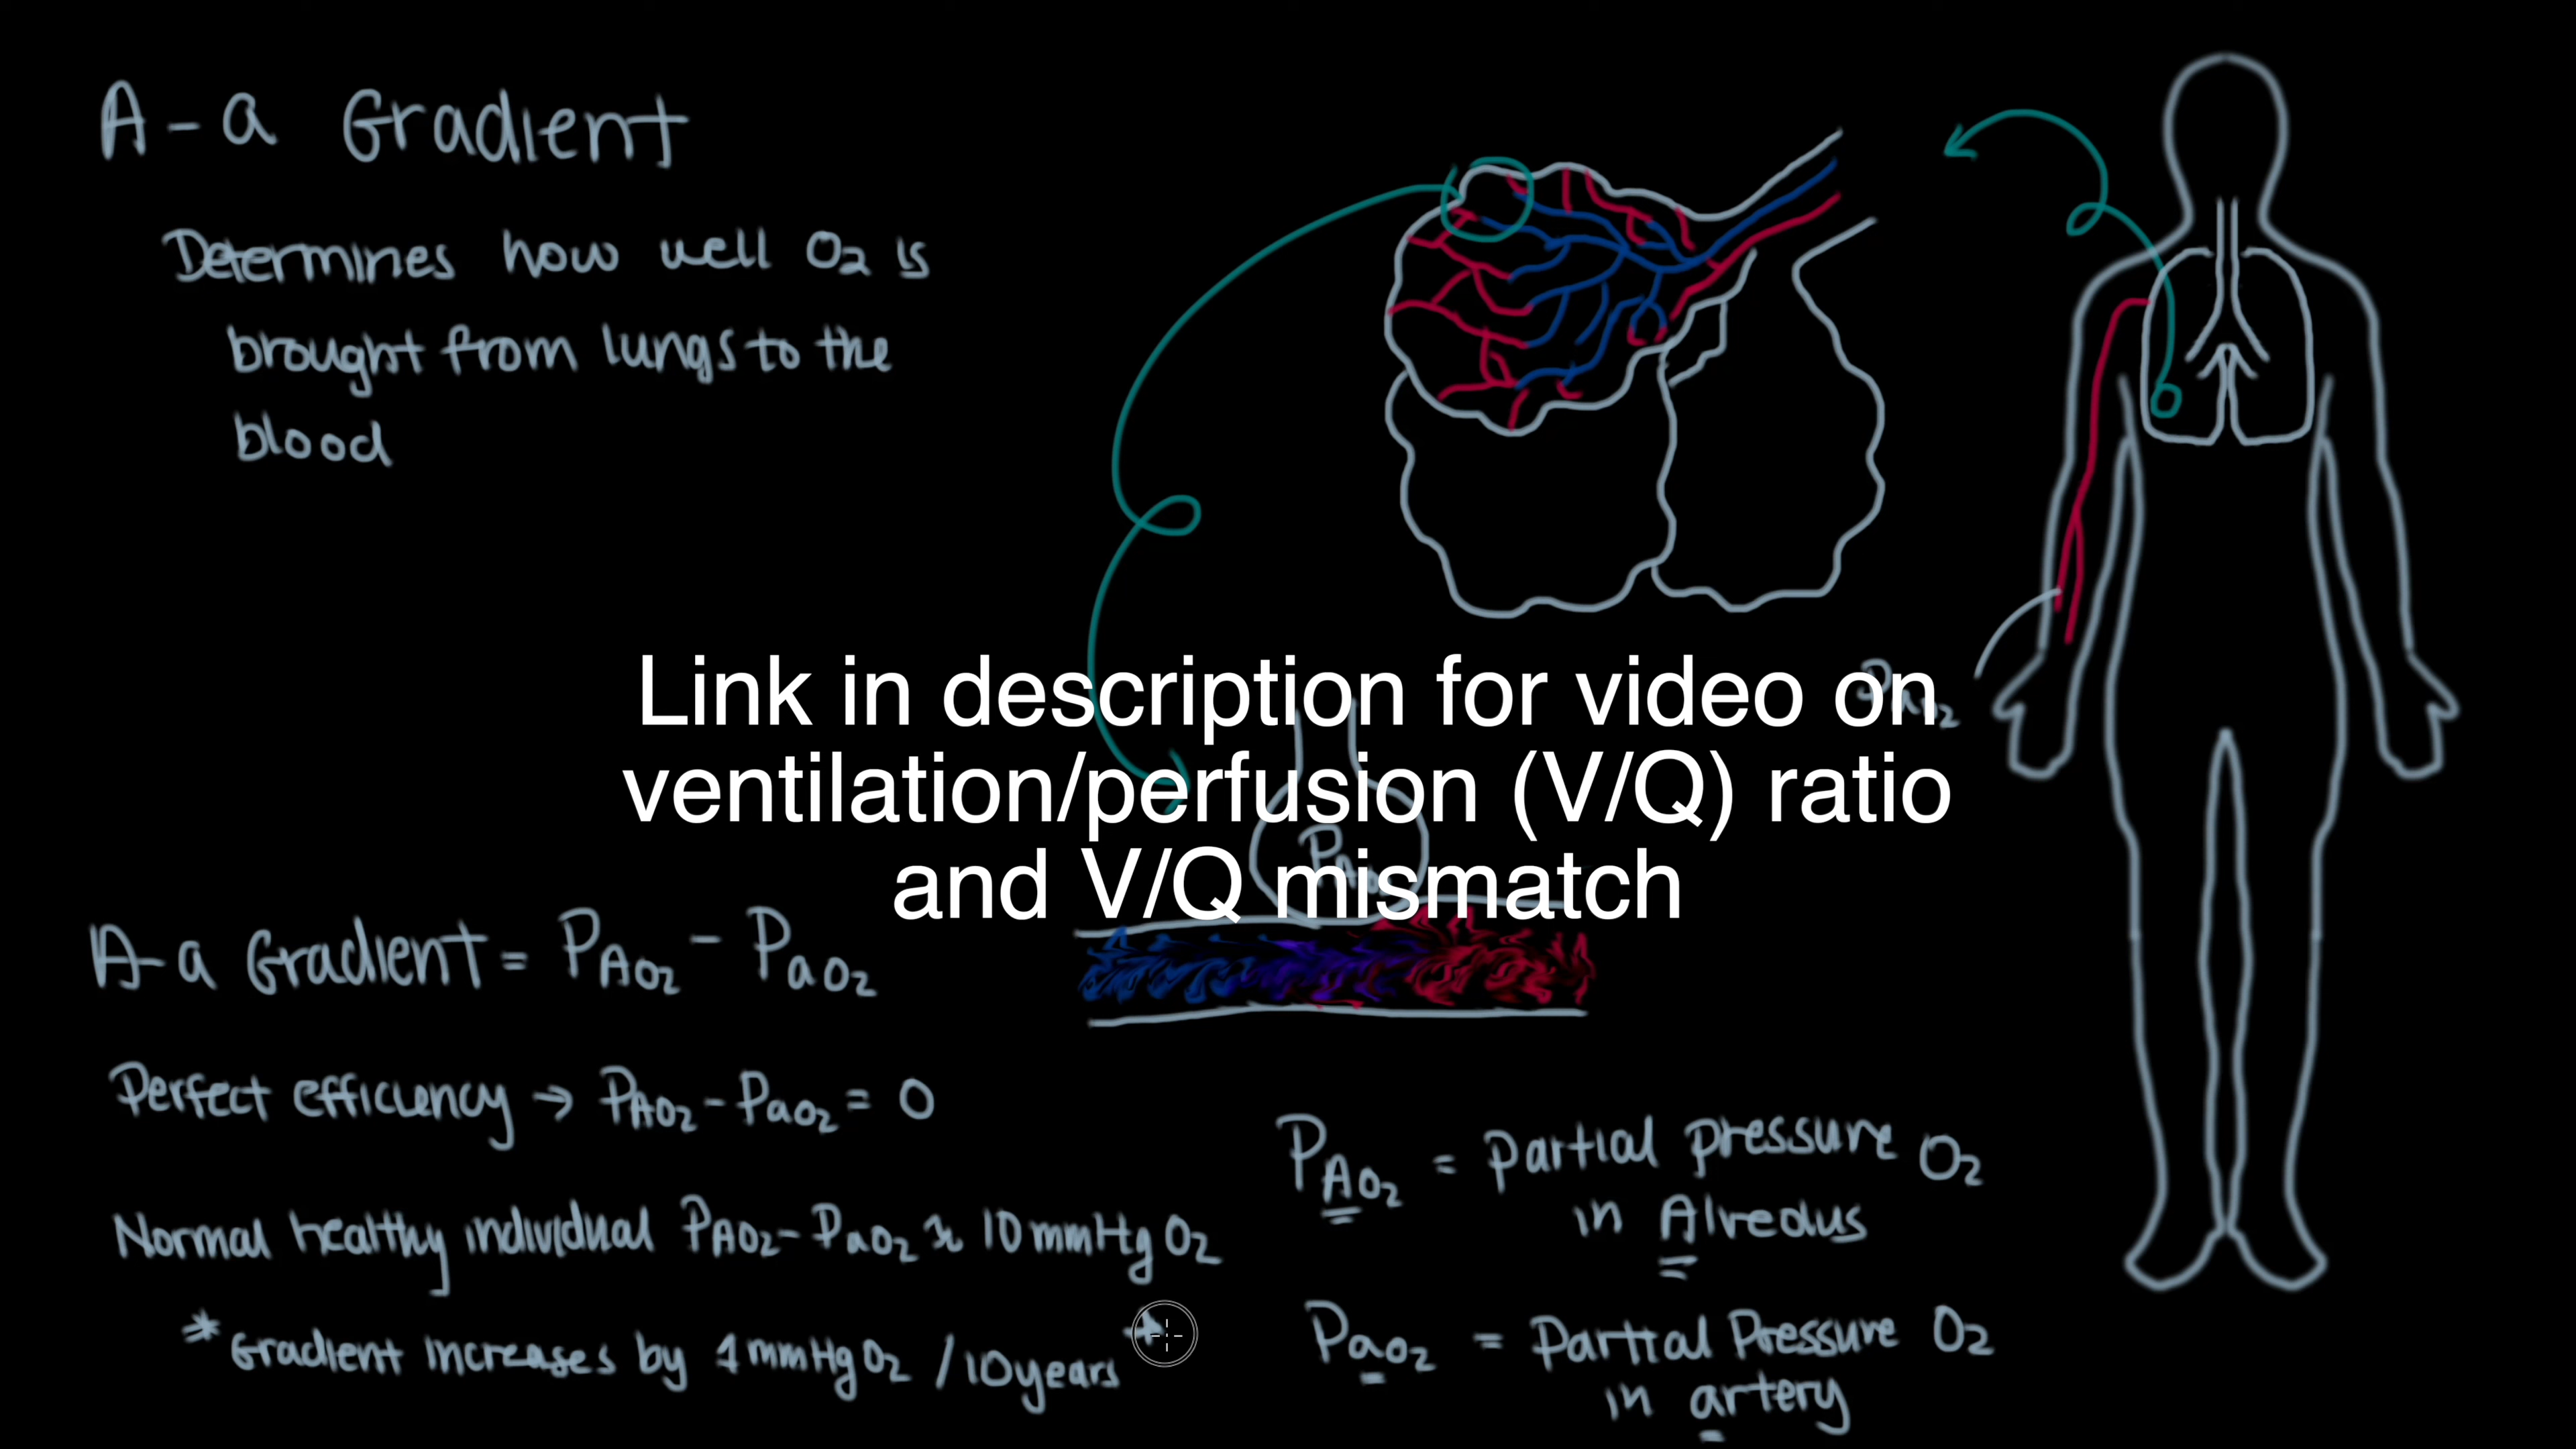 A-a Gradient
Determines how well O₂ is
brought from lungs to the
blood
PaO₂
Link in description for video on
ventilation/perfusion (V/Q) ratio
and V/Q mismatch
A-a Gradient = PAO₂ - PaO₂
Perfect efficiency → PAO₂ - PaO₂ = 0
Normal healthy individual PAO₂ - PaO₂ ≈ 10 mmHg O₂
*Gradient increases by 1 mmHg O₂ / 10 years *
PAO₂ = partial pressure O₂
in Alveolus
PaO₂ = Partial Pressure O₂
in artery